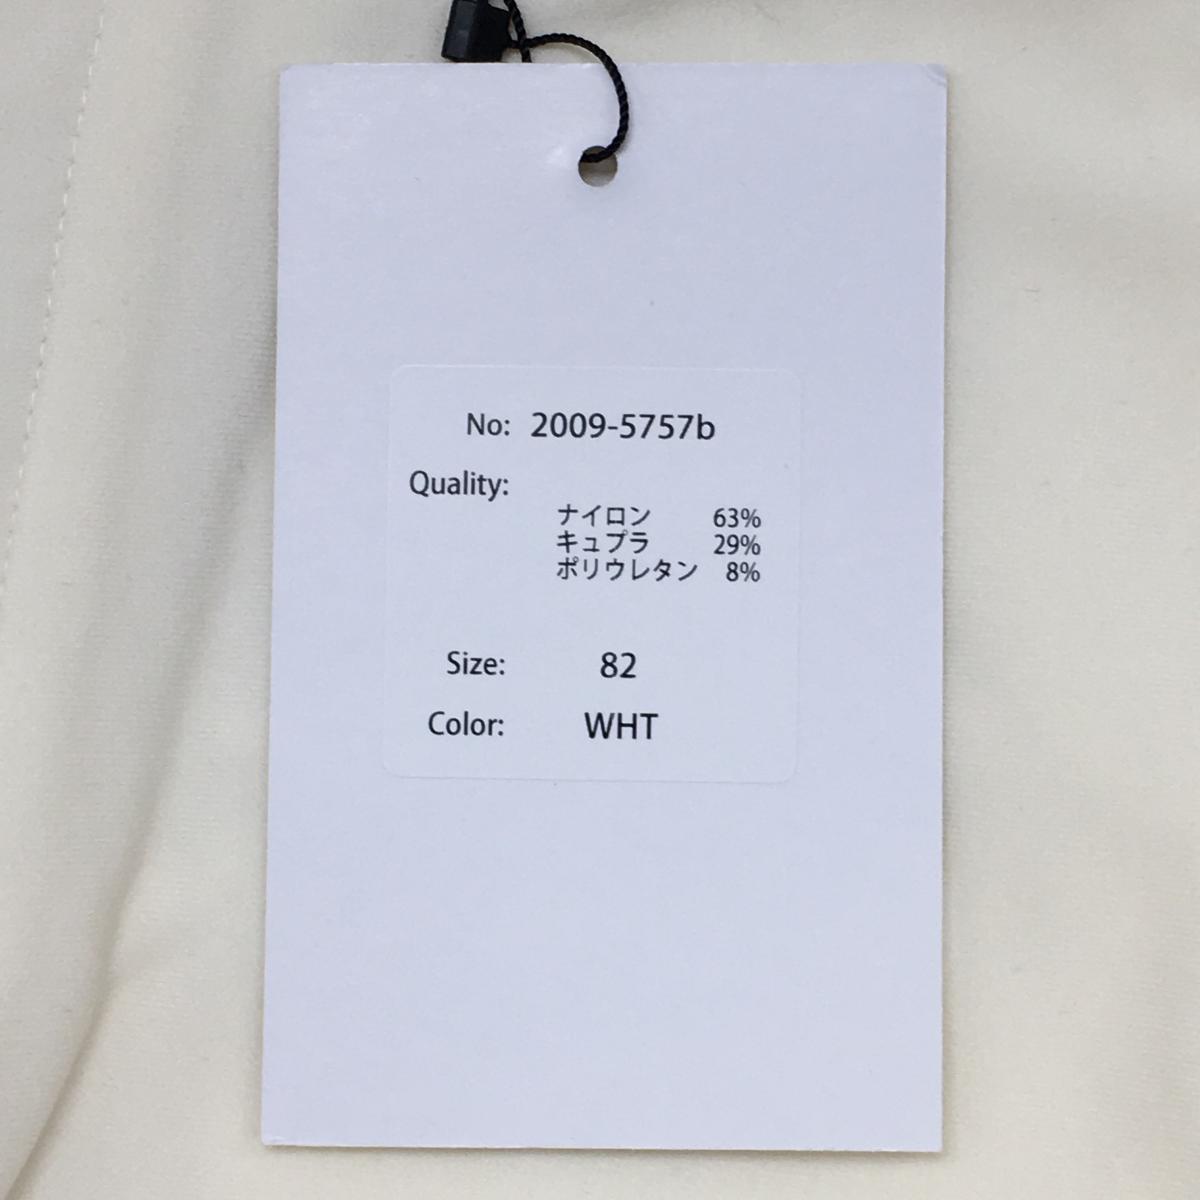 No: 2009-5757b
Quality:
ナイロン 63%
キュプラ 29%
ポリウレタン 8%
Size: 82
Color: WHT